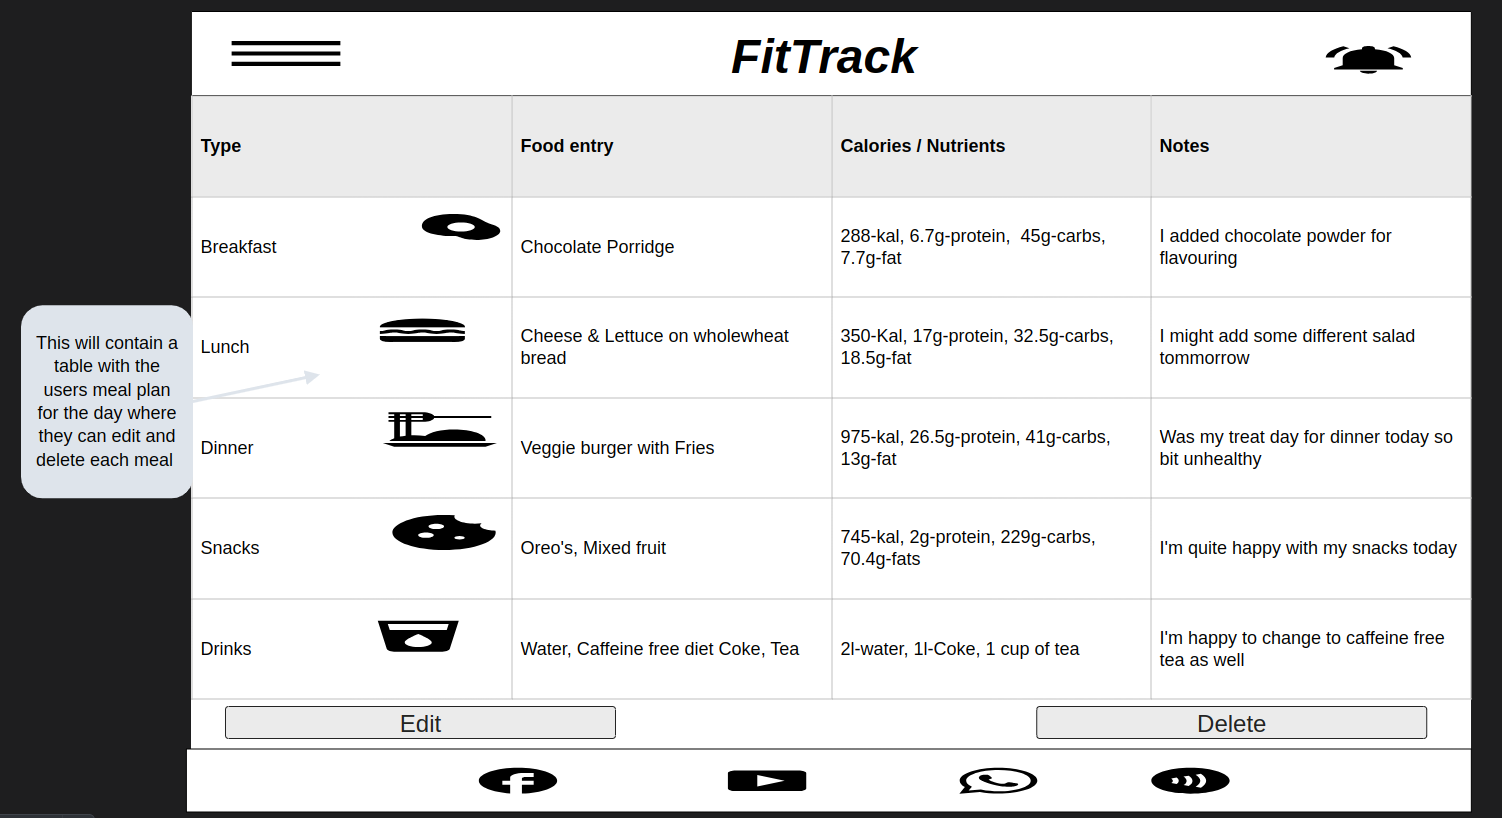 FitTrack
Type
Food entry
Calories / Nutrients
Notes
Breakfast
Chocolate Porridge
288-kal, 6.7g-protein,  45g-carbs,
7.7g-fat
I added chocolate powder for
flavouring
Lunch
Cheese & Lettuce on wholewheat
bread
350-Kal, 17g-protein, 32.5g-carbs,
18.5g-fat
I might add some different salad
tommorrow
Dinner
Veggie burger with Fries
975-kal, 26.5g-protein, 41g-carbs,
13g-fat
Was my treat day for dinner today so
bit unhealthy
Snacks
Oreo's, Mixed fruit
745-kal, 2g-protein, 229g-carbs,
70.4g-fats
I'm quite happy with my snacks today
Drinks
Water, Caffeine free diet Coke, Tea
2l-water, 1l-Coke, 1 cup of tea
I'm happy to change to caffeine free
tea as well
Edit
Delete
This will contain a
table with the
users meal plan
for the day where
they can edit and
delete each meal